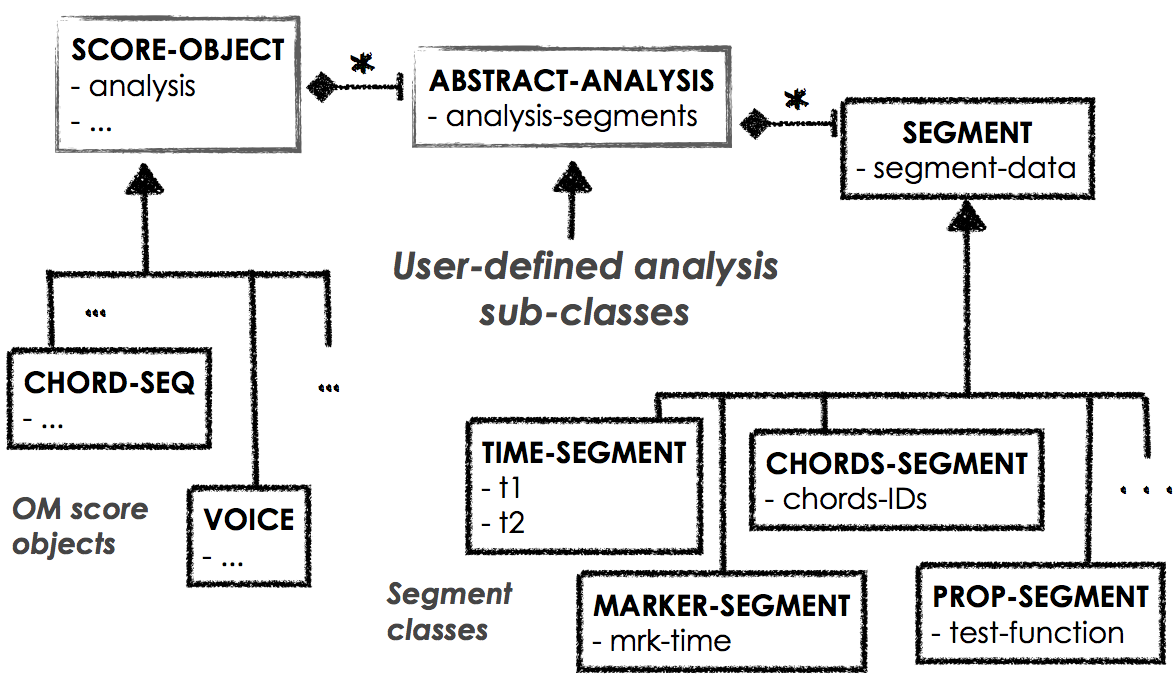 SCORE-OBJECT
- analysis
- ...
*
ABSTRACT-ANALYSIS
- analysis-segments
*
SEGMENT
- segment-data
User-defined analysis
sub-classes
...
CHORD-SEQ
- ...
...
OM score
objects
VOICE
- ...
TIME-SEGMENT
- t1
- t2
CHORDS-SEGMENT
- chords-IDs
. . .
Segment
classes
MARKER-SEGMENT
- mrk-time
PROP-SEGMENT
- test-function